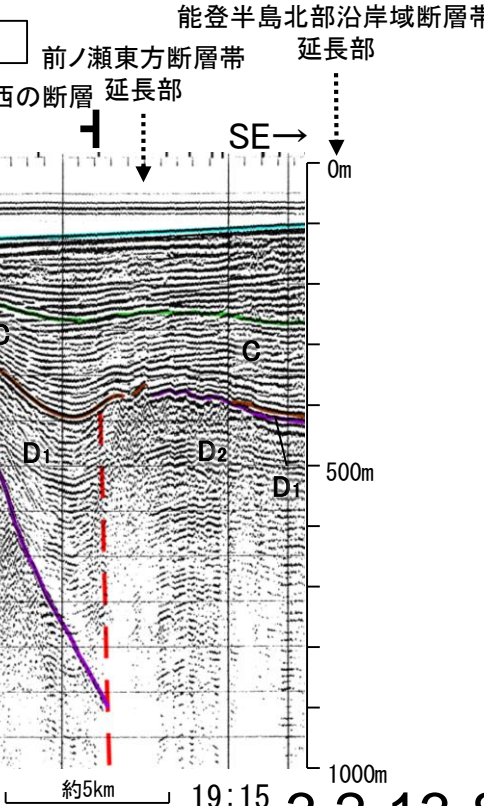 能登半島北部沿岸域断層帯
延長部
前ノ瀬東方断層帯
延長部
西の断層
SE→
0m
C
C
D1
D2
500m
D1
1000m
約5km
19:15